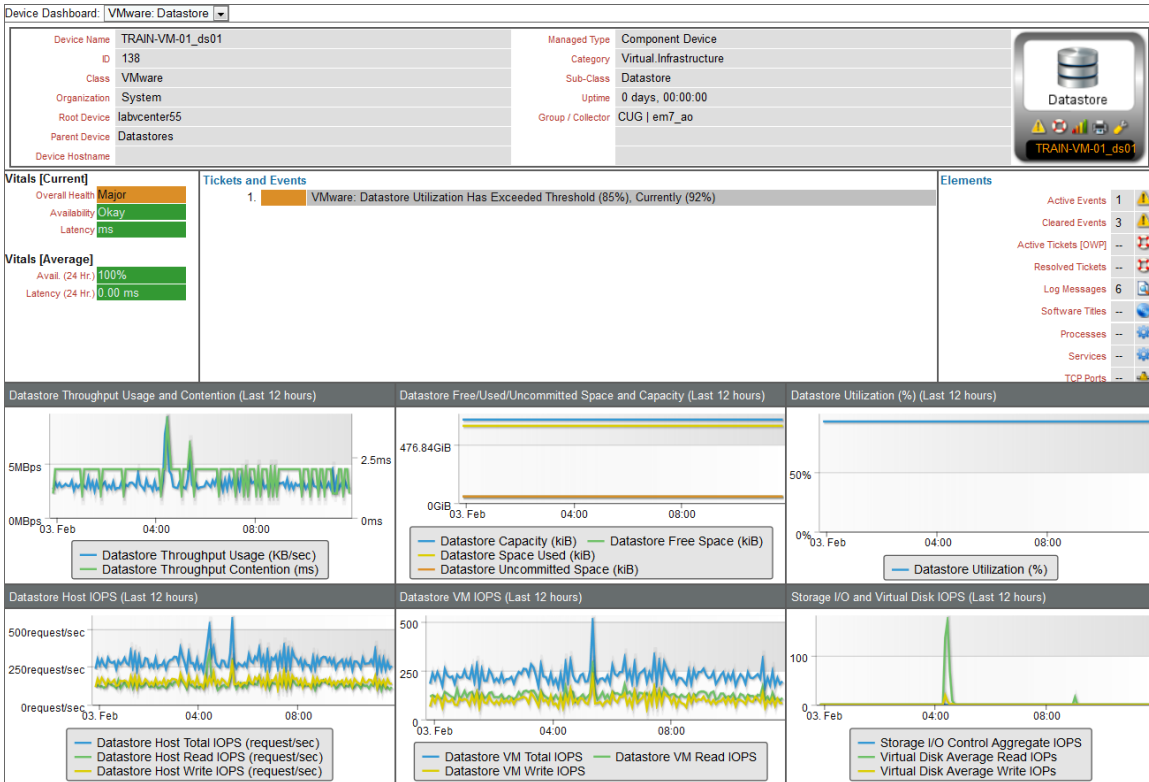 Device Dashboard: VMware: Datastore
Device Name TRAIN-VM-01_ds01 Managed Type Component Device
ID 138 Category Virtual.Infrastructure
Class VMware Sub-Class Datastore
Organization System Uptime 0 days, 00:00:00
Root Device labvcenter55 Group / Collector CUG | em7_ao
Parent Device Datastores
Device Hostname
Datastore
TRAIN-VM-01_ds01
Vitals [Current] Tickets and Events Elements
Overall Health Major 1. VMware: Datastore Utilization Has Exceeded Threshold (85%), Currently (92%)
Availability Okay
Latency ms
Vitals [Average]
Avail. (24 Hr.) 100%
Latency (24 Hr.) 0.00 ms
Active Events 1
Cleared Events 3
Active Tickets [OWP] --
Resolved Tickets --
Log Messages 6
Software Titles --
Processes --
Services --
TCP Ports --
Datastore Throughput Usage and Contention (Last 12 hours)
5MBps 2.5ms
0MBps 0ms
03. Feb 04:00 08:00
Datastore Throughput Usage (KB/sec)
Datastore Throughput Contention (ms)
Datastore Free/Used/Uncommitted Space and Capacity (Last 12 hours)
476.84GiB
0GiB
03. Feb 04:00 08:00
Datastore Capacity (kiB) Datastore Free Space (kiB)
Datastore Space Used (kiB)
Datastore Uncommitted Space (kiB)
Datastore Utilization (%) (Last 12 hours)
50%
0%
03. Feb 04:00 08:00
Datastore Utilization (%)
Datastore Host IOPS (Last 12 hours)
500request/sec
250request/sec
0request/sec
03. Feb 04:00 08:00
Datastore Host Total IOPS (request/sec)
Datastore Host Read IOPS (request/sec)
Datastore Host Write IOPS (request/sec)
Datastore VM IOPS (Last 12 hours)
500
250
0
03. Feb 04:00 08:00
Datastore VM Total IOPS Datastore VM Read IOPS
Datastore VM Write IOPS
Storage I/O and Virtual Disk IOPS (Last 12 hours)
100
0
03. Feb 04:00 08:00
Storage I/O Control Aggregate IOPS
Virtual Disk Average Read IOPs
Virtual Disk Average Write IOPs